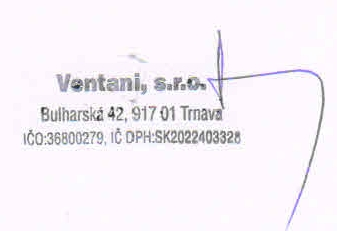 Ventani, s.r.o.
Bulharská 42, 917 01 Trnava
IČO:36800279, IČ DPH:SK2022403328